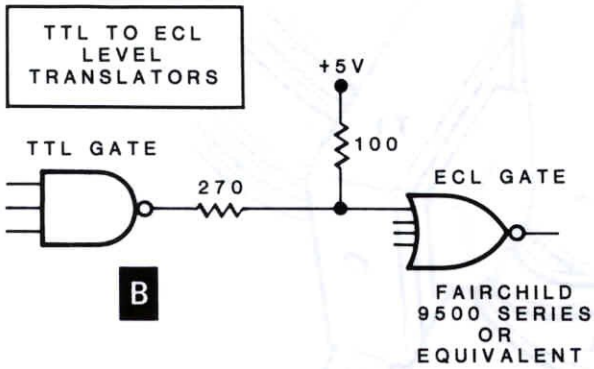 TTL TO ECL
LEVEL
TRANSLATORS
+5V
TTL GATE
100
270
ECL GATE
B
FAIRCHILD
9500 SERIES
OR
EQUIVALENT